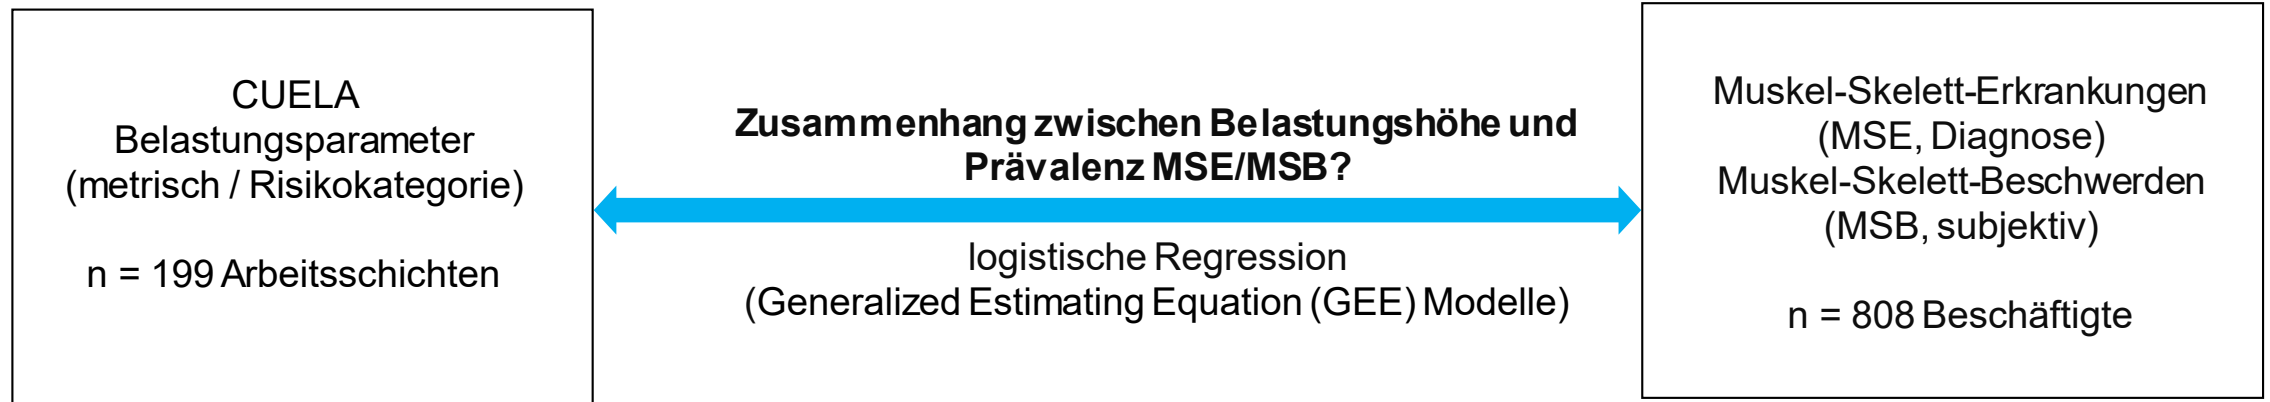 CUELA
Belastungsparameter
(metrisch / Risikokategorie)
n = 199 Arbeitsschichten
Zusammenhang zwischen Belastungshöhe und
Prävalenz MSE/MSB?
logistische Regression
(Generalized Estimating Equation (GEE) Modelle)
Muskel-Skelett-Erkrankungen
(MSE, Diagnose)
Muskel-Skelett-Beschwerden
(MSB, subjektiv)
n = 808 Beschäftigte